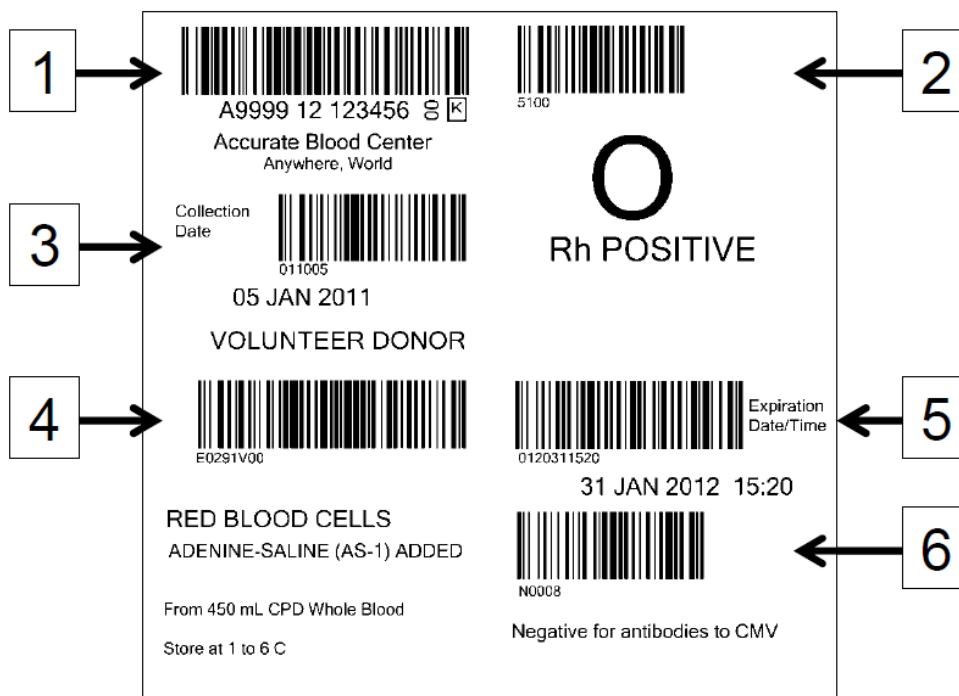 1
A9999 12 123456 00 K
Accurate Blood Center
Anywhere, World
2
5100
O
Rh POSITIVE
3
Collection
Date
011005
05 JAN 2011
VOLUNTEER DONOR
4
E0291V00
RED BLOOD CELLS
ADENINE-SALINE (AS-1) ADDED
From 450 mL CPD Whole Blood
Store at 1 to 6 C
5
Expiration
Date/Time
0120311520
31 JAN 2012 15:20
6
N0008
Negative for antibodies to CMV